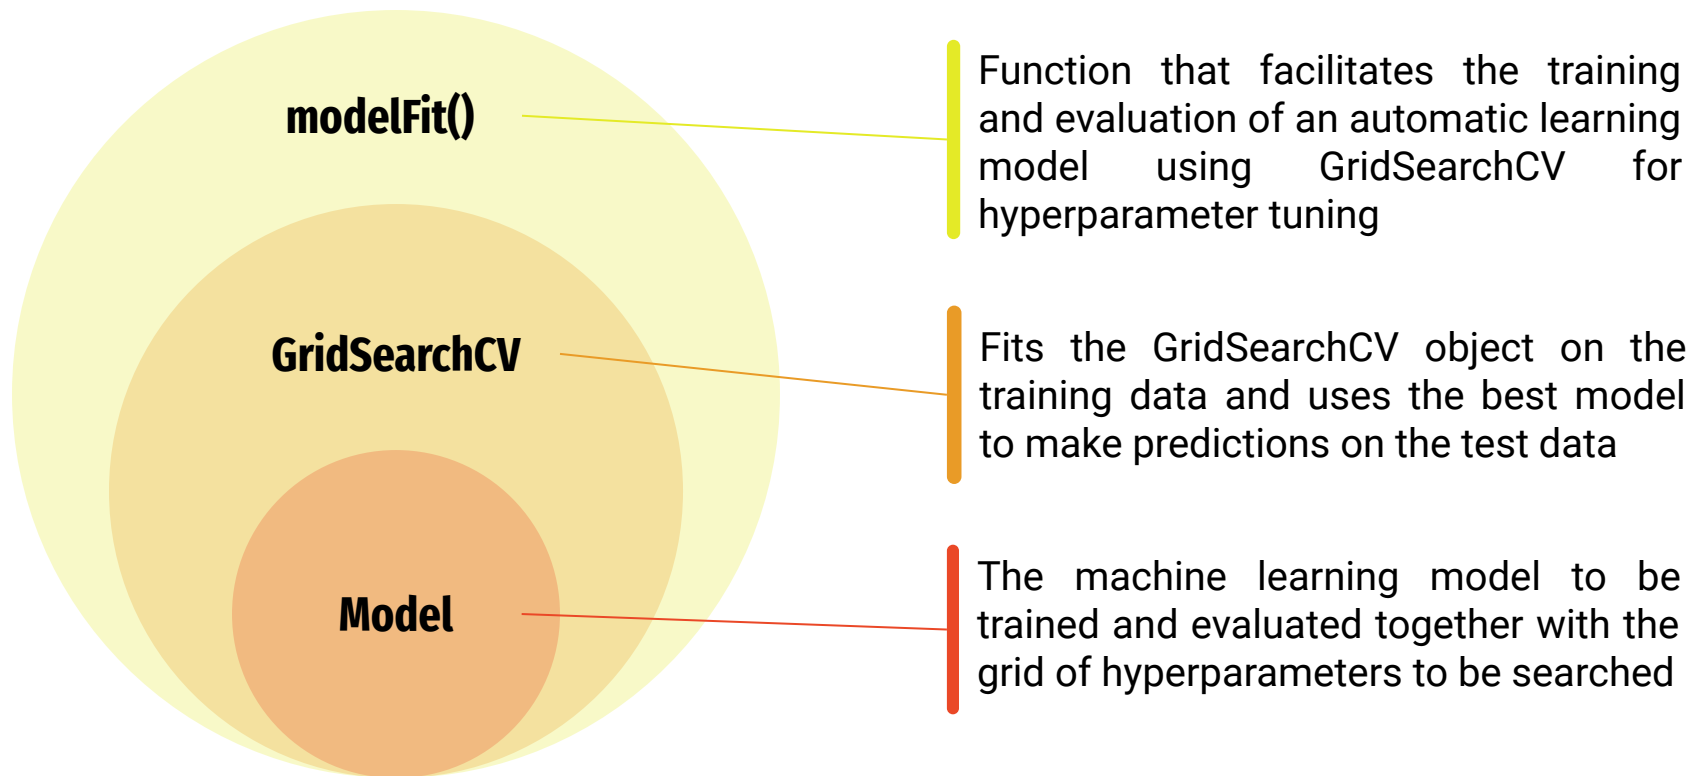 modelFit()
Function that facilitates the training
and evaluation of an automatic learning
model using GridSearchCV for
hyperparameter tuning
GridSearchCV
Fits the GridSearchCV object on the
training data and uses the best model
to make predictions on the test data
Model
The machine learning model to be
trained and evaluated together with the
grid of hyperparameters to be searched